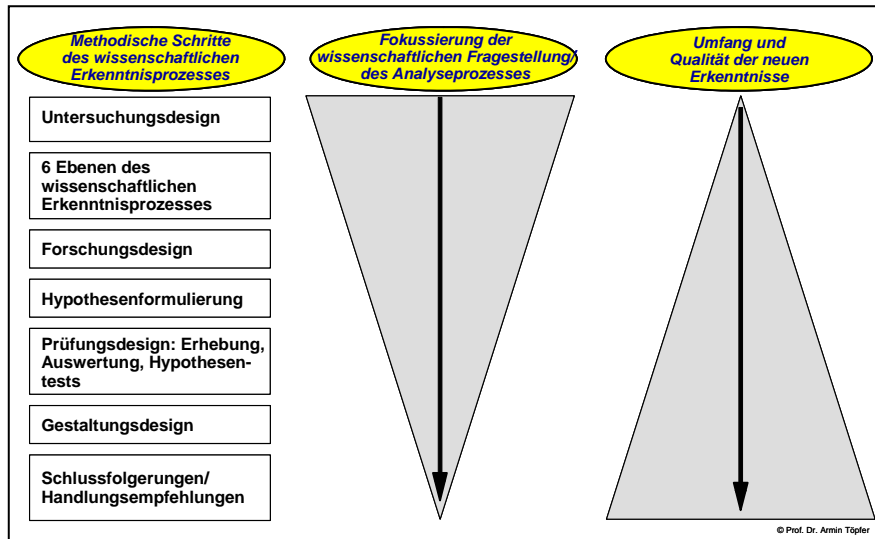 Methodische Schritte
des wissenschaftlichen
Erkenntnisprozesses
Fokussierung der
wissenschaftlichen Fragestellung/
des Analyseprozesses
Umfang und
Qualität der neuen
Erkenntnisse
Untersuchungsdesign
6 Ebenen des
wissenschaftlichen
Erkenntnisprozesses
Forschungsdesign
Hypothesenformulierung
Prüfungsdesign: Erhebung,
Auswertung, Hypothesen-
tests
Gestaltungsdesign
Schlussfolgerungen/
Handlungsempfehlungen
© Prof. Dr. Armin Töpfer